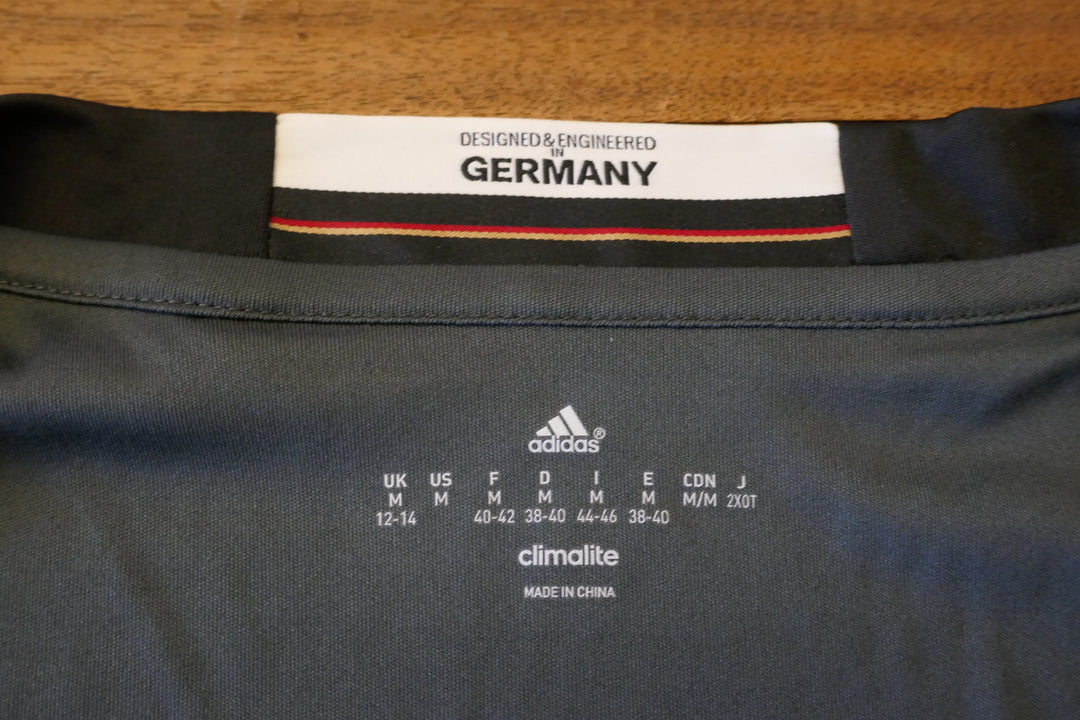 DESIGNED & ENGINEERED
IN
GERMANY
adidas®
UK US F D I E CDN J
M M M M M M M/M 2XOT
12-14 40-42 38-40 44-46 38-40
climalite
MADE IN CHINA